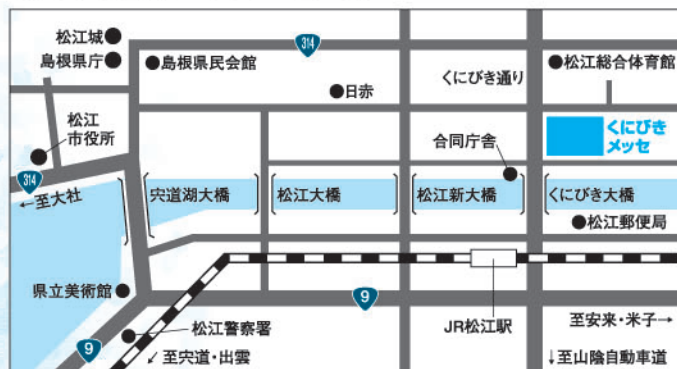 松江城
314
島根県庁
島根県民会館
松江総合体育館
くにびき通り
日赤
松江
市役所
合同庁舎
くにびき
メッセ
314
←至大社
宍道湖大橋
松江大橋
松江新大橋
くにびき大橋
松江郵便局
県立美術館
9
JR松江駅
至安来・米子→
松江警察署
9
↙至宍道・出雲
↓至山陰自動車道